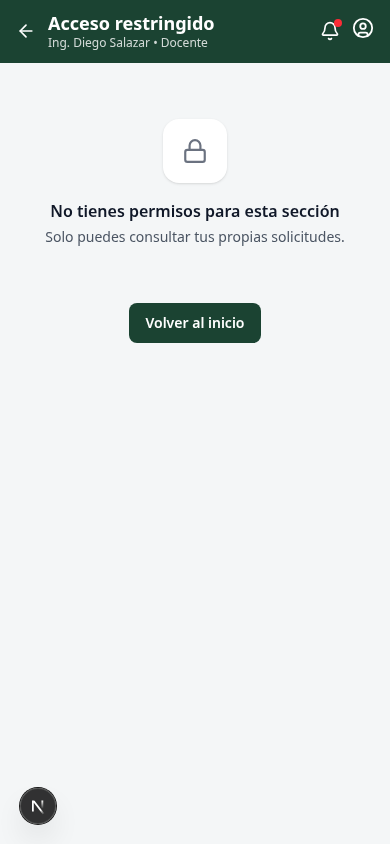 Acceso restringido
Ing. Diego Salazar • Docente
No tienes permisos para esta sección
Solo puedes consultar tus propias solicitudes.
Volver al inicio
N